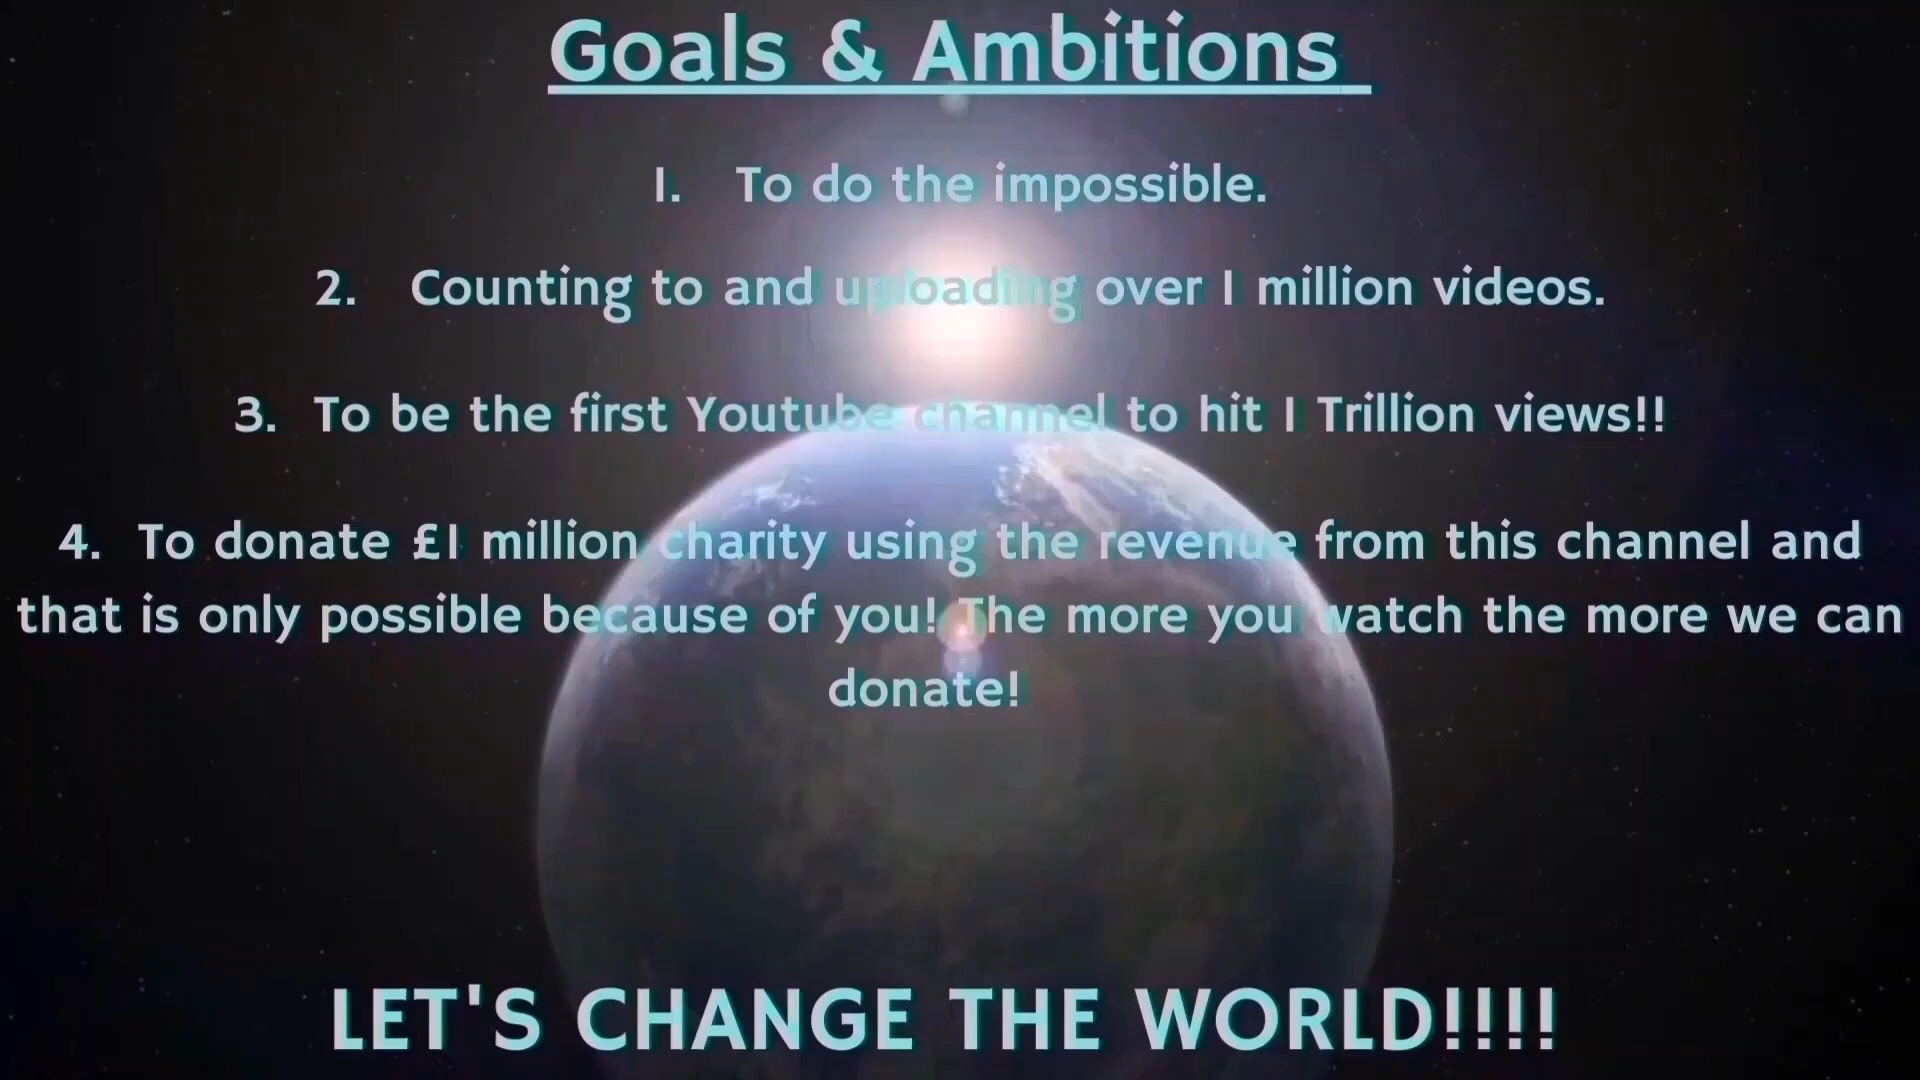 Goals & Ambitions
1. To do the impossible.
2. Counting to and uploading over 1 million videos.
3. To be the first Youtube channel to hit 1 Trillion views!!
4. To donate £1 million charity using the revenue from this channel and
that is only possible because of you! The more you watch the more we can
donate!
LET'S CHANGE THE WORLD!!!!